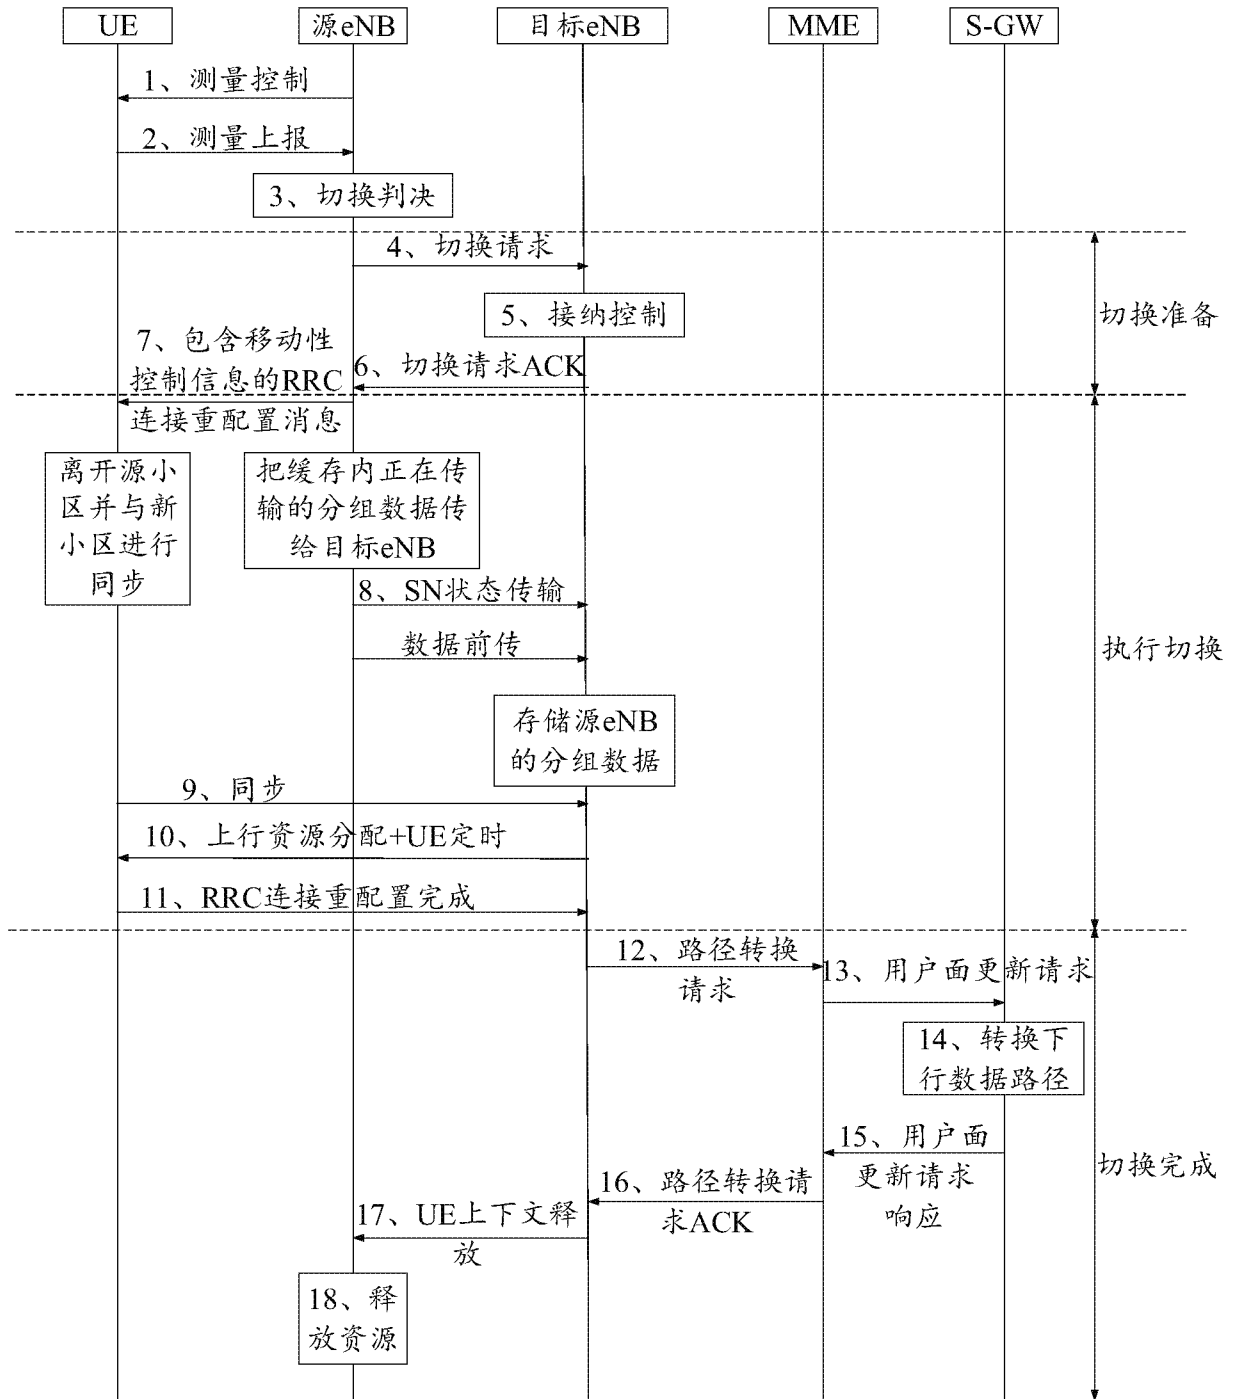 UE
源eNB
目标eNB
MME
S-GW
1、测量控制
2、测量上报
3、切换判决
4、切换请求
5、接纳控制
切换准备
6、切换请求ACK
7、包含移动性
控制信息的RRC
连接重配置消息
离开源小
区并与新
小区进行
同步
把缓存内正在传
输的分组数据传
给目标eNB
8、SN状态传输
数据前传
执行切换
存储源eNB
的分组数据
9、同步
10、上行资源分配+UE定时
11、RRC连接重配置完成
12、路径转换
请求
13、用户面更新请求
14、转换下
行数据路径
15、用户面
更新请求
响应
切换完成
16、路径转换请
求ACK
17、UE上下文释
放
18、释
放资源